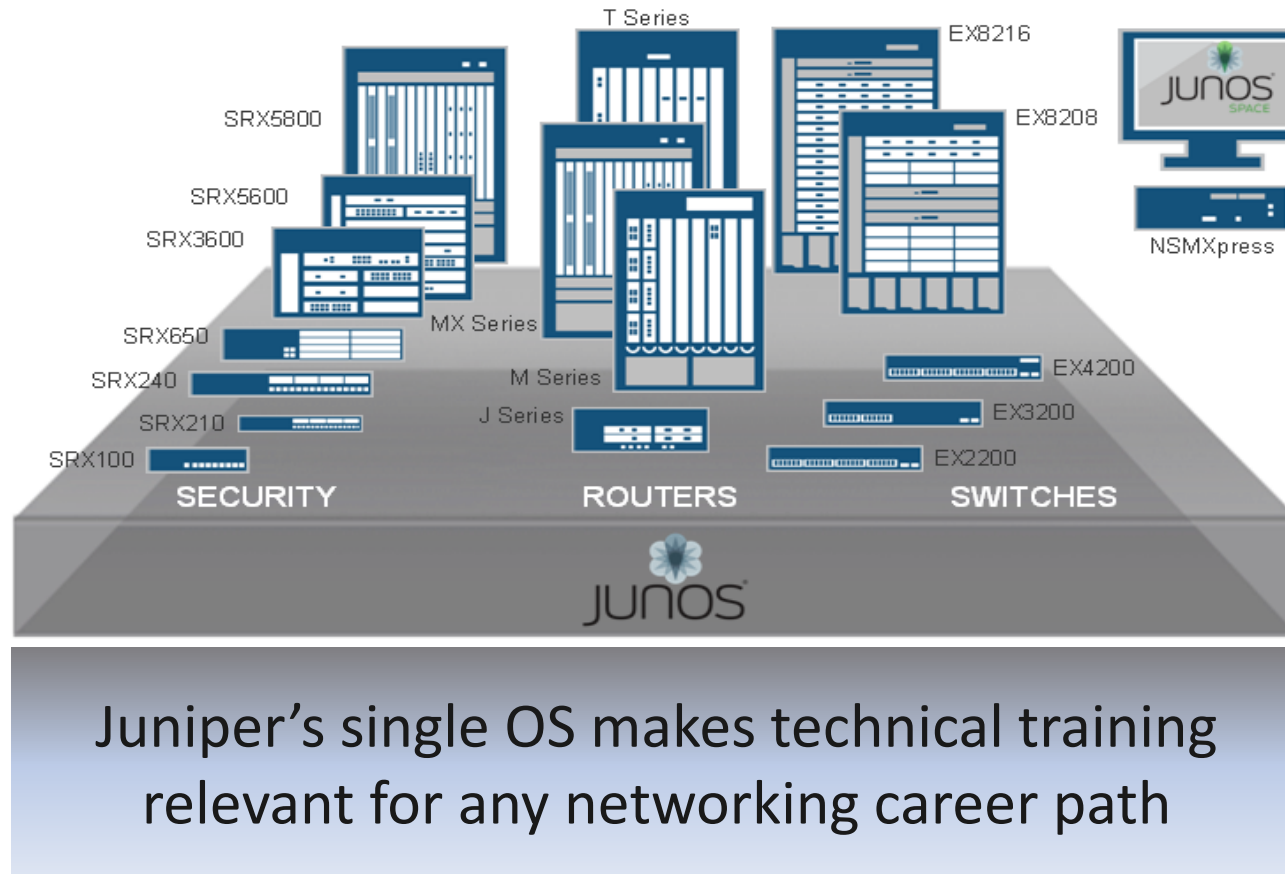 T Series
EX8216
JUNOS
SPACE
SRX5800
EX8208
SRX5600
SRX3600
NSMXpress
MX Series
SRX650
M Series
EX4200
SRX240
J Series
EX3200
SRX210
SRX100
EX2200
SECURITY
ROUTERS
SWITCHES
JUNOS
Juniper’s single OS makes technical training
relevant for any networking career path